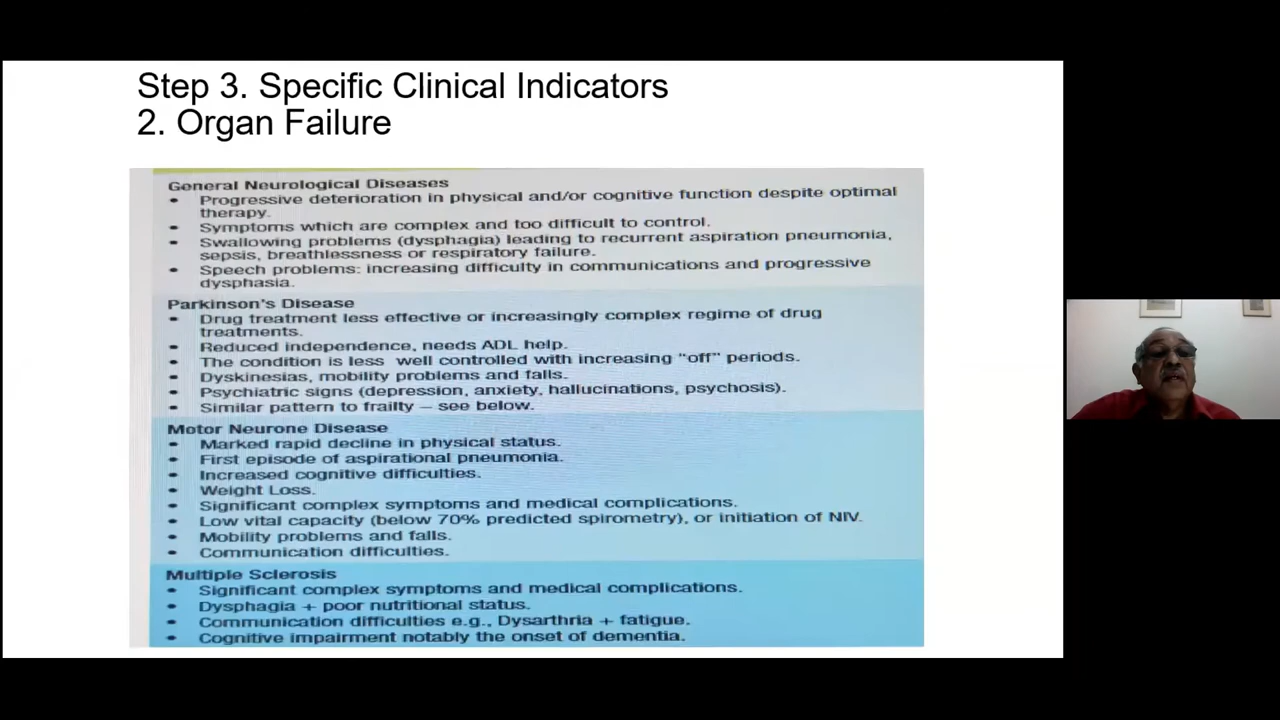 Step 3. Specific Clinical Indicators
2. Organ Failure
General Neurological Diseases
• Progressive deterioration in physical and/or cognitive function despite optimal
therapy.
• Symptoms which are complex and too difficult to control.
• Swallowing problems (dysphagia) leading to recurrent aspiration pneumonia,
sepsis, breathlessness or respiratory failure.
• Speech problems: increasing difficulty in communications and progressive
dysphasia.
Parkinson's Disease
• Drug treatment less effective or increasingly complex regime of drug
treatments.
• Reduced independence, needs ADL help.
• The condition is less well controlled with increasing "off" periods.
• Dyskinesias, mobility problems and falls.
• Psychiatric signs (depression, anxiety, hallucinations, psychosis).
• Similar pattern to frailty – see below.
Motor Neurone Disease
• Marked rapid decline in physical status.
• First episode of aspirational pneumonia.
• Increased cognitive difficulties.
• Weight Loss.
• Significant complex symptoms and medical complications.
• Low vital capacity (below 70% predicted spirometry), or initiation of NIV.
• Mobility problems and falls.
• Communication difficulties.
Multiple Sclerosis
• Significant complex symptoms and medical complications.
• Dysphagia + poor nutritional status.
• Communication difficulties e.g., Dysarthria + fatigue.
• Cognitive impairment notably the onset of dementia.